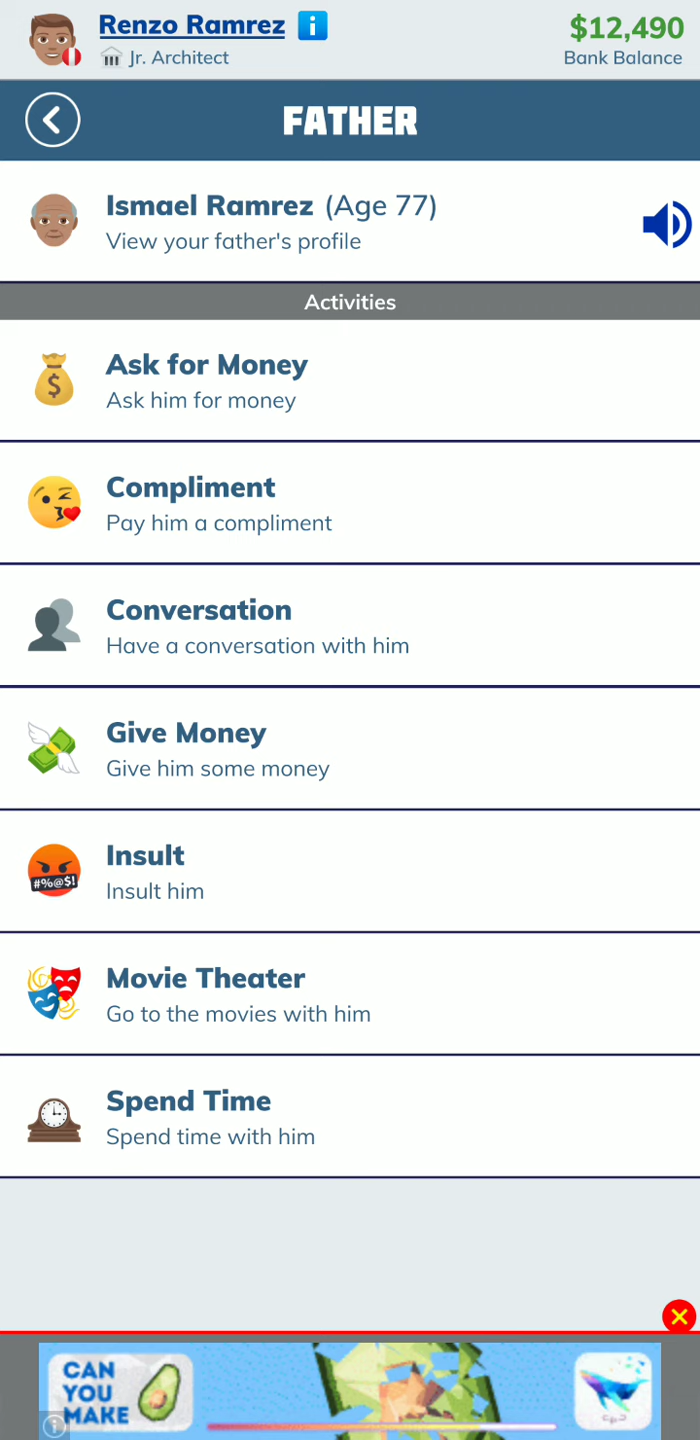 Renzo Ramrez
$12,490
Jr. Architect
Bank Balance
FATHER
Ismael Ramrez (Age 77)
View your father's profile
Activities
Ask for Money
Ask him for money
Compliment
Pay him a compliment
Conversation
Have a conversation with him
Give Money
Give him some money
Insult
#%@$!
Insult him
Movie Theater
Go to the movies with him
Spend Time
Spend time with him
CAN
YOU
MAKE